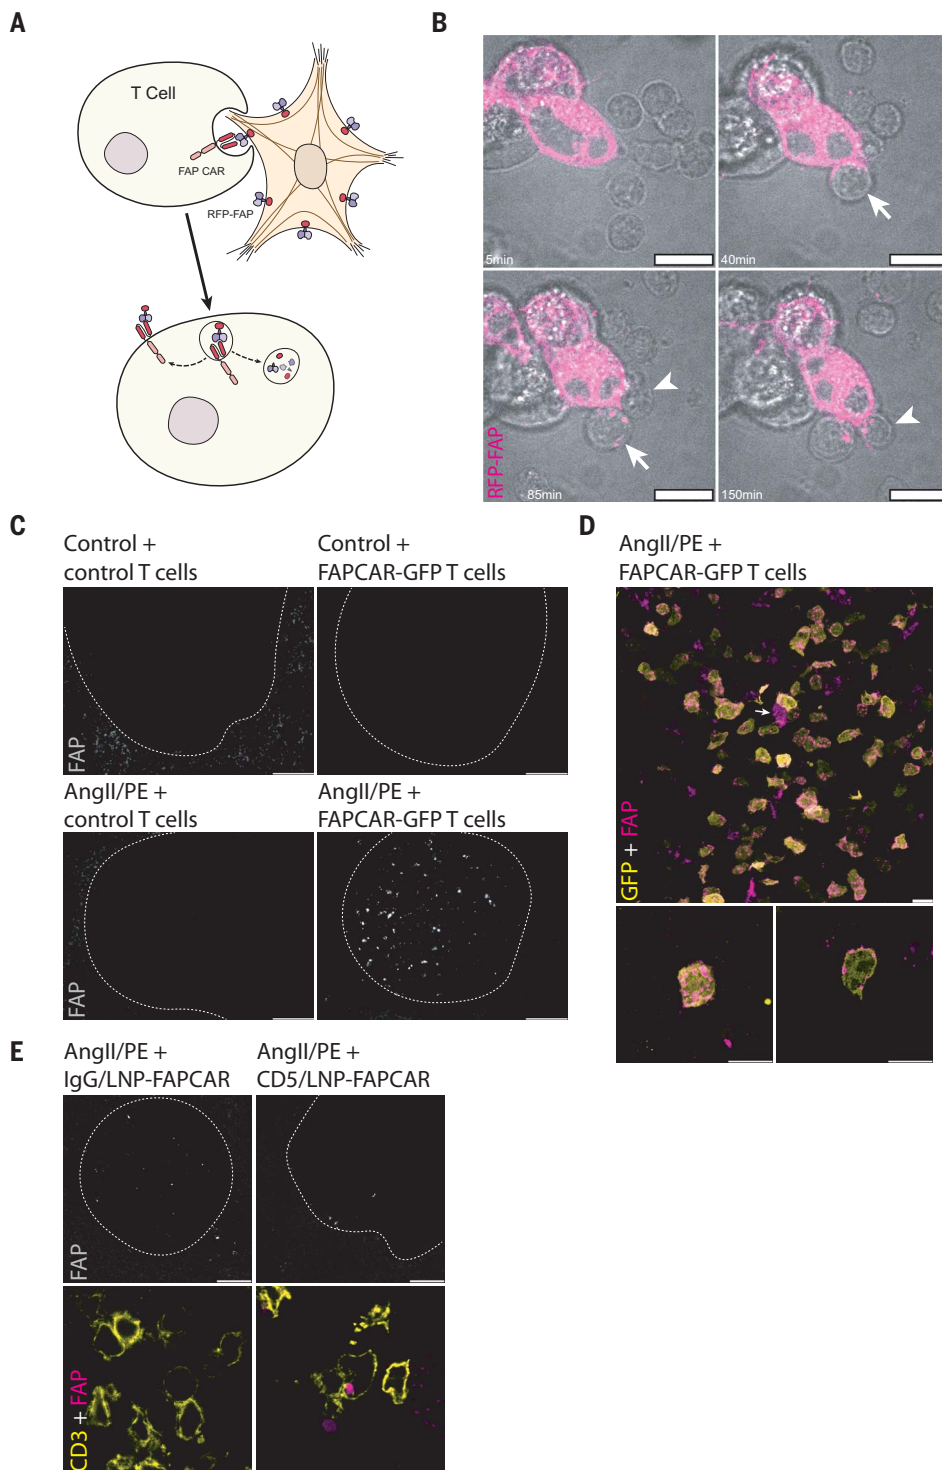 A
T Cell
FAP CAR
RFP-FAP
B
5min
40min
RFP-FAP
85min
150min
C
Control +
control T cells
Control +
FAPCAR-GFP T cells
FAP
AngII/PE +
control T cells
AngII/PE +
FAPCAR-GFP T cells
FAP
D
AngII/PE +
FAPCAR-GFP T cells
GFP + FAP
E
AngII/PE +
IgG/LNP-FAPCAR
AngII/PE +
CD5/LNP-FAPCAR
FAP
CD3 + FAP